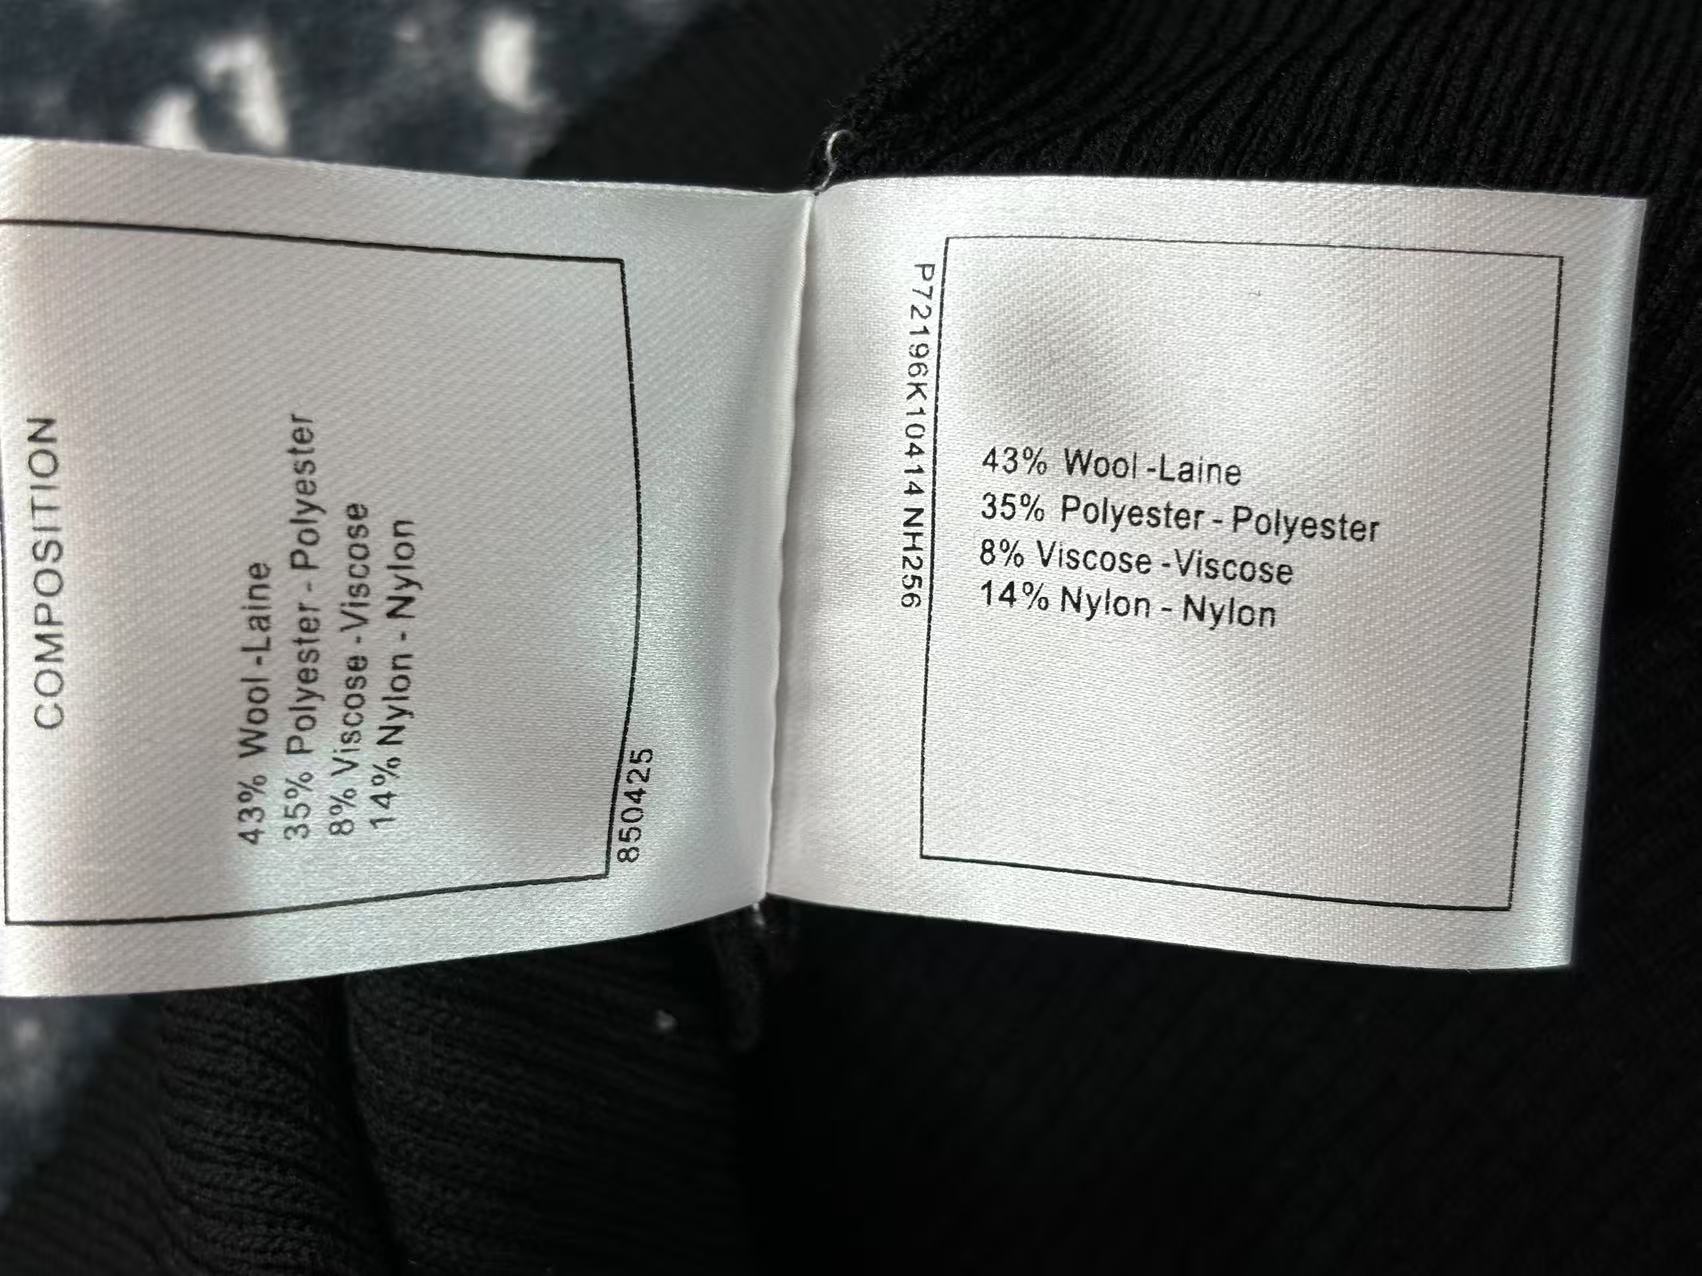 COMPOSITION
43% Wool -Laine
35% Polyester - Polyester
8% Viscose -Viscose
14% Nylon - Nylon
850425
P72196K10414 NH256
43% Wool -Laine
35% Polyester - Polyester
8% Viscose -Viscose
14% Nylon - Nylon